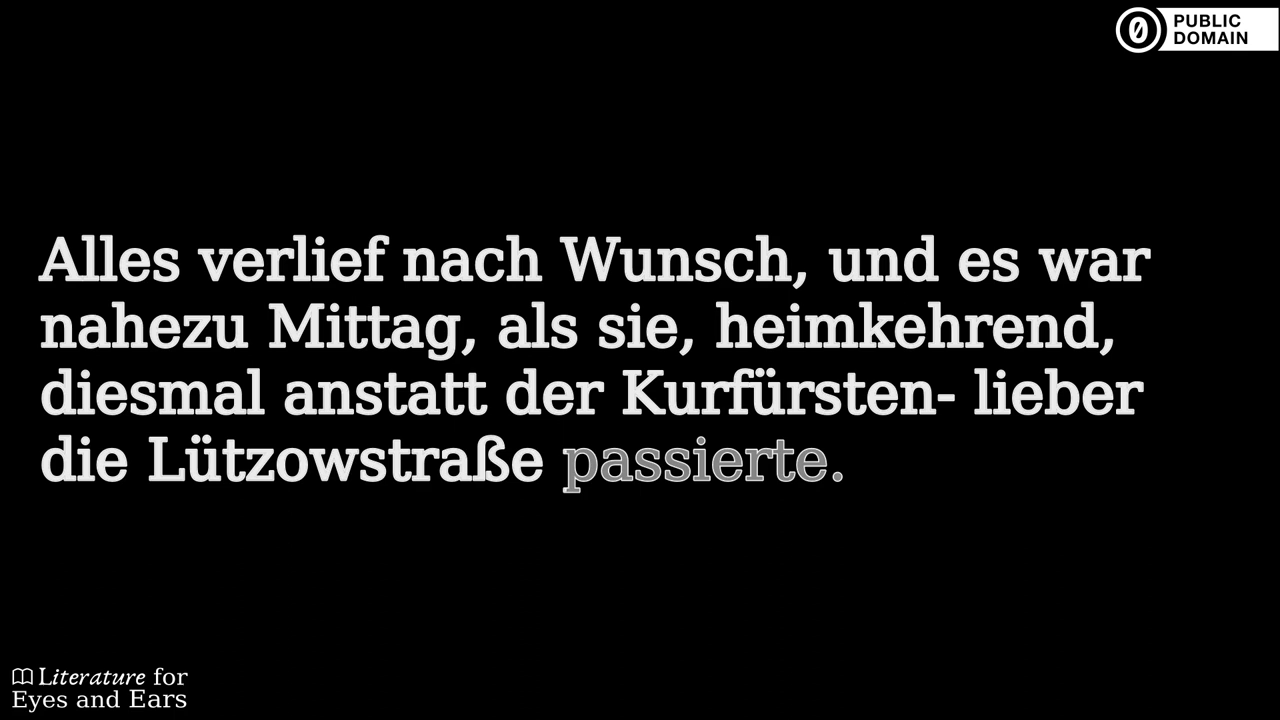 PUBLIC
DOMAIN
Alles verlief nach Wunsch, und es war
nahezu Mittag, als sie, heimkehrend,
diesmal anstatt der Kurfürsten- lieber
die Lützowstraße passierte.
Literature for
Eyes and Ears